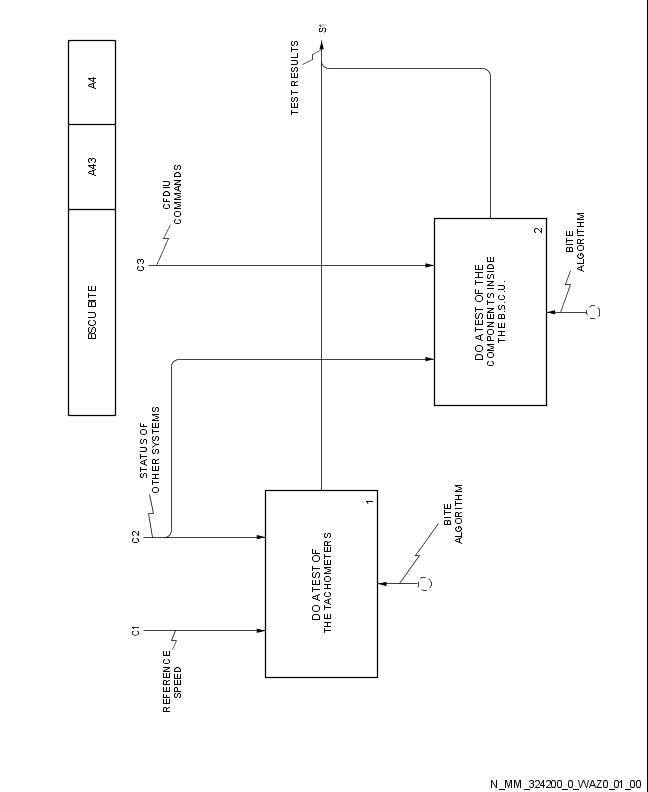 BSCU BITE
A43
A4
C1
REFERENCE
SPEED
C2
STATUS OF
OTHER SYSTEMS
C3
CFDIU
COMMANDS
DO A TEST OF
THE TACHOMETERS
1
BITE
ALGORITHM
DO A TEST OF THE
COMPONENTS INSIDE
THE B.S.C.U.
2
BITE
ALGORITHM
TEST RESULTS
S1
N_MM_324200_0_WAZ0_01_00